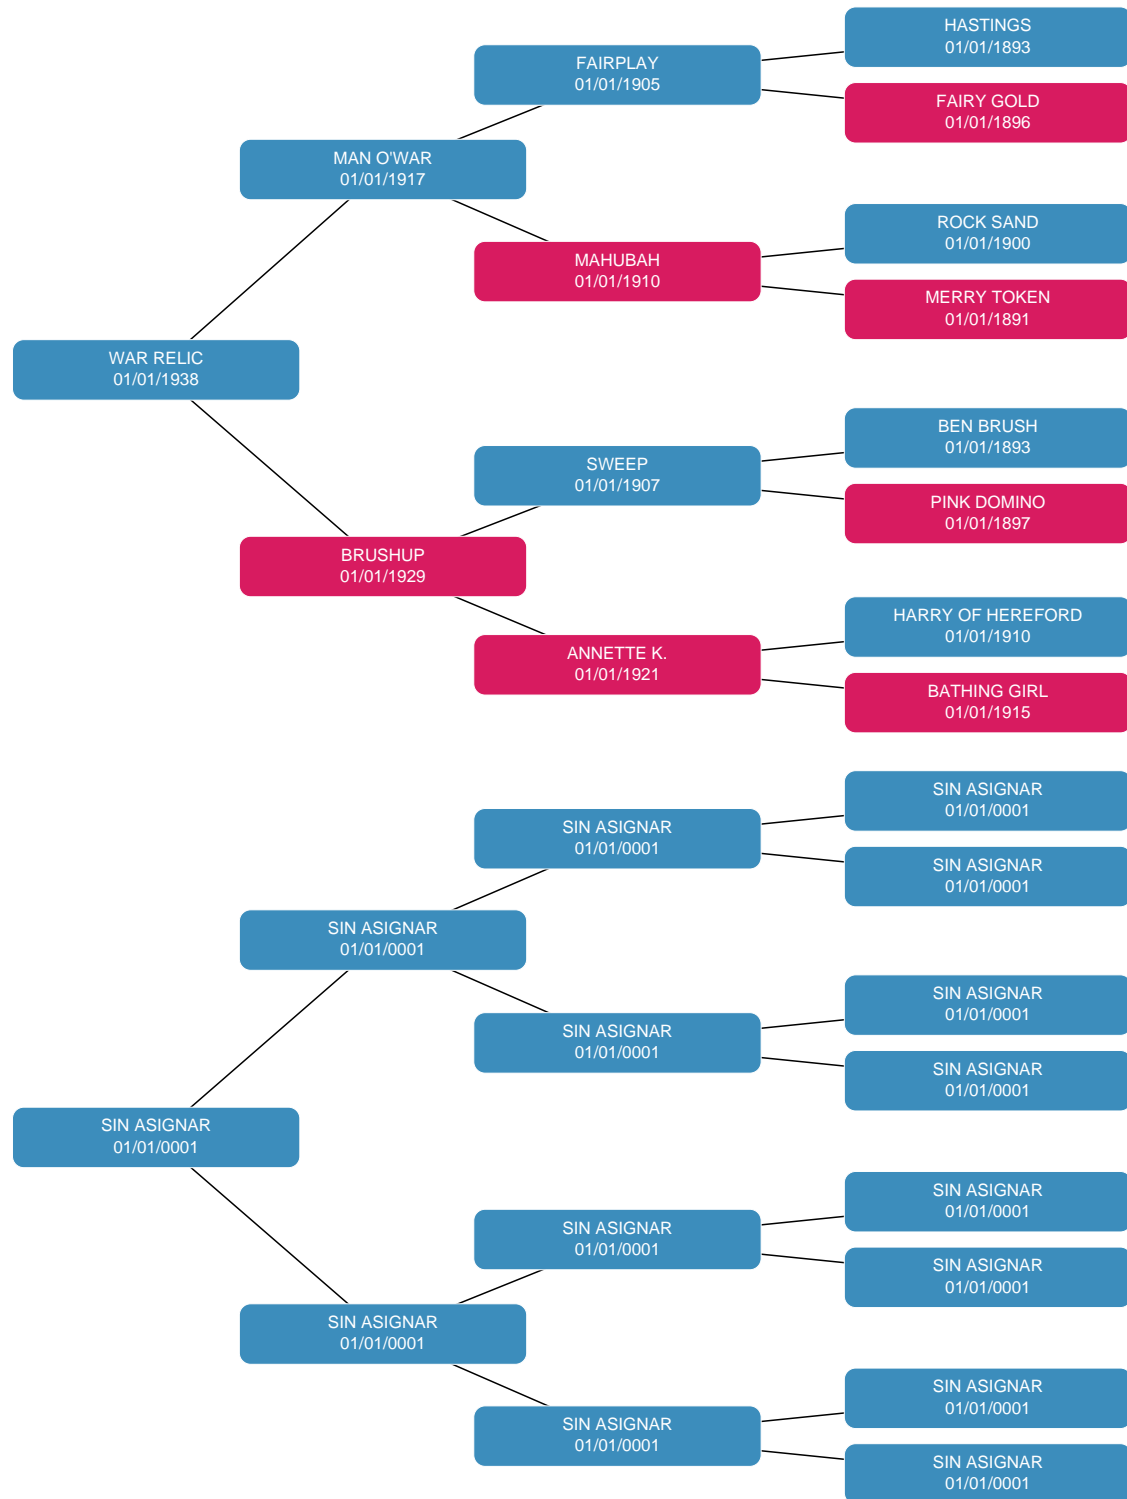 HASTINGS
01/01/1893
FAIRPLAY
01/01/1905
FAIRY GOLD
01/01/1896
MAN O'WAR
01/01/1917
ROCK SAND
01/01/1900
MAHUBAH
01/01/1910
MERRY TOKEN
01/01/1891
WAR RELIC
01/01/1938
BEN BRUSH
01/01/1893
SWEEP
01/01/1907
PINK DOMINO
01/01/1897
BRUSHUP
01/01/1929
HARRY OF HEREFORD
01/01/1910
ANNETTE K.
01/01/1921
BATHING GIRL
01/01/1915
SIN ASIGNAR
01/01/0001
SIN ASIGNAR
01/01/0001
SIN ASIGNAR
01/01/0001
SIN ASIGNAR
01/01/0001
SIN ASIGNAR
01/01/0001
SIN ASIGNAR
01/01/0001
SIN ASIGNAR
01/01/0001
SIN ASIGNAR
01/01/0001
SIN ASIGNAR
01/01/0001
SIN ASIGNAR
01/01/0001
SIN ASIGNAR
01/01/0001
SIN ASIGNAR
01/01/0001
SIN ASIGNAR
01/01/0001
SIN ASIGNAR
01/01/0001
SIN ASIGNAR
01/01/0001